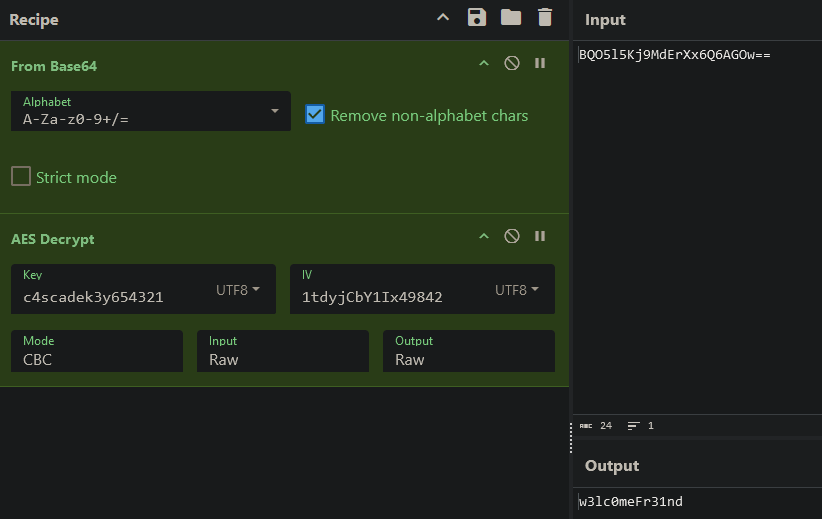 Recipe
From Base64
Alphabet
A-Za-z0-9+/=
Remove non-alphabet chars
Strict mode
AES Decrypt
Key
c4scadek3y654321
UTF8
IV
1tdyjCbY1Ix49842
UTF8
Mode
CBC
Input
Raw
Output
Raw
Input
BQO5l5Kj9MdErXx6Q6AGOw==
ABC 24 1
Output
w3lc0meFr31nd